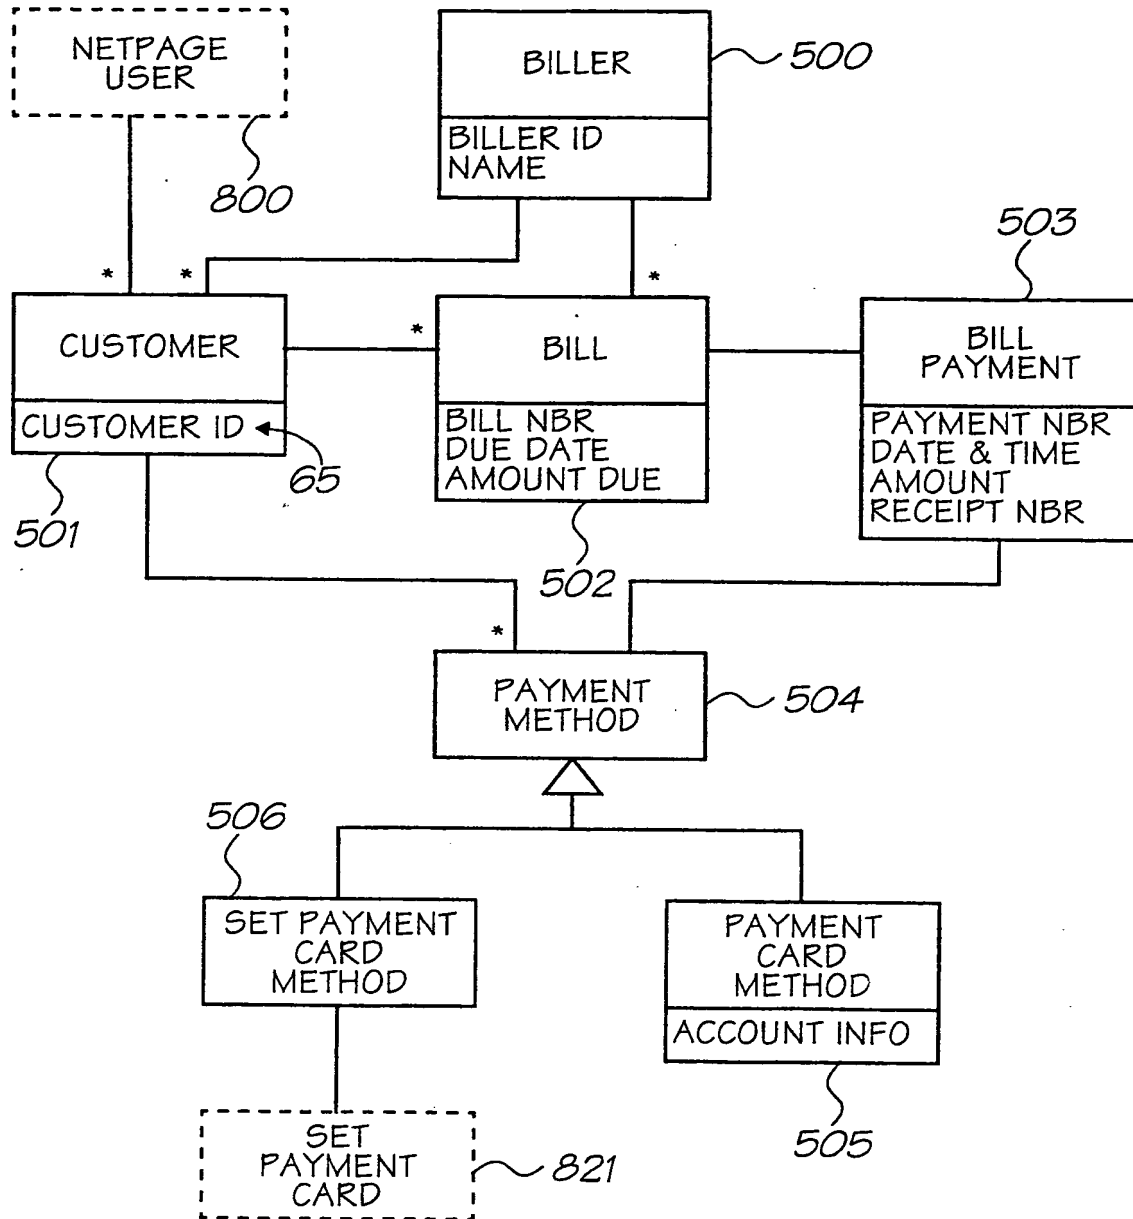 NETPAGE
USER
800
BILLER
500
BILLER ID
NAME
503
*
*
*
CUSTOMER
*
BILL
BILL
PAYMENT
CUSTOMER ID
65
501
BILL NBR
DUE DATE
AMOUNT DUE
502
PAYMENT NBR
DATE & TIME
AMOUNT
RECEIPT NBR
*
PAYMENT
METHOD
504
506
SET PAYMENT
CARD
METHOD
PAYMENT
CARD
METHOD
ACCOUNT INFO
505
SET
PAYMENT
CARD
821